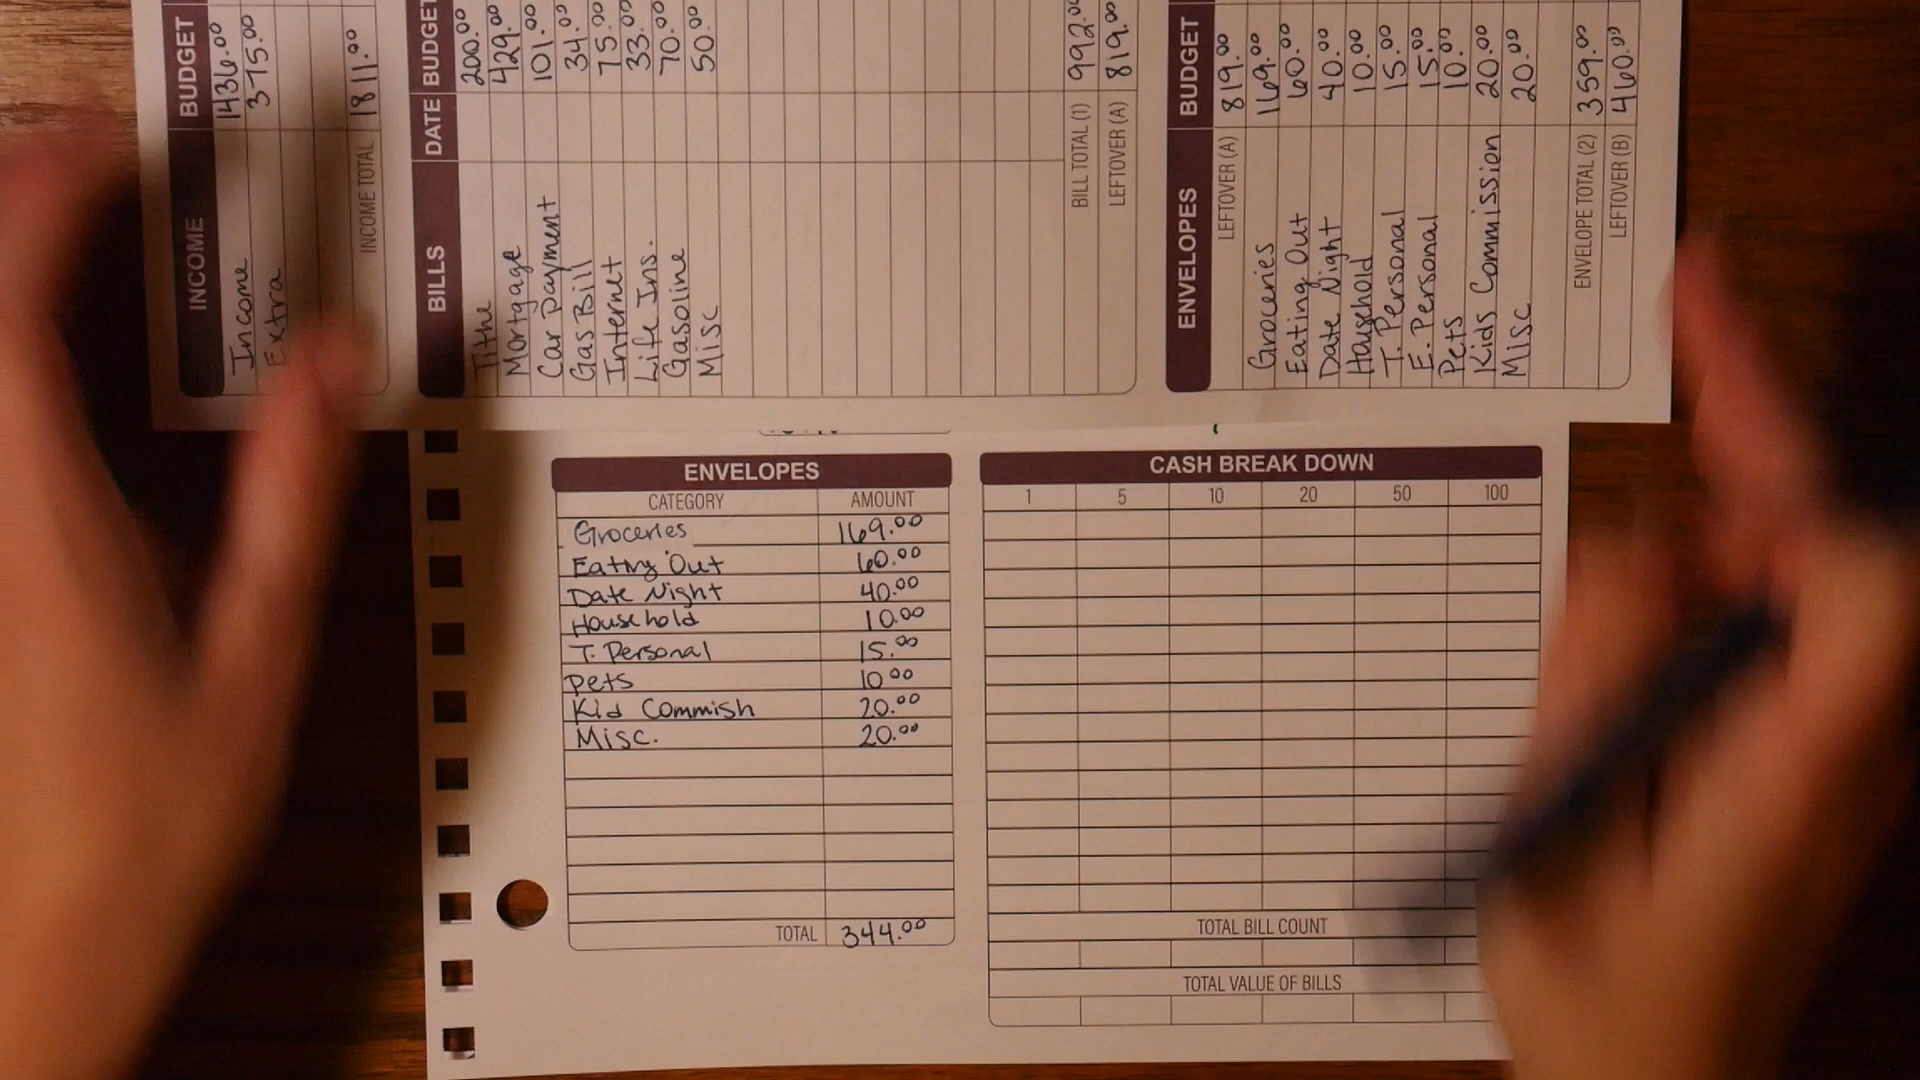 INCOME BUDGET
Income 1436.00
Extra 375.00
INCOME TOTAL 1811.00
BILLS DATE BUDGET
Tithe 200.00
Mortgage 429.00
Car Payment 101.00
Gas Bill 34.00
Internet 75.00
Life Ins. 33.00
Gasoline 70.00
Misc 50.00
BILL TOTAL (1) 992.00
LEFTOVER (A) 819.00
ENVELOPES BUDGET
LEFTOVER (A) 819.00
Groceries 169.00
Eating Out 60.00
Date Night 40.00
Household 10.00
T. Personal 15.00
E. Personal 15.00
Pets 10.00
Kids Commission 20.00
Misc 20.00
ENVELOPE TOTAL (2) 359.00
LEFTOVER (B) 460.00
ENVELOPES
CATEGORY AMOUNT
Groceries 169.00
Eating Out 60.00
Date Night 40.00
Household 10.00
T. Personal 15.00
Pets 10 00
Kid Commish 20.00
Misc. 20.00
TOTAL 344.00
CASH BREAK DOWN
1 5 10 20 50 100
TOTAL BILL COUNT
TOTAL VALUE OF BILLS